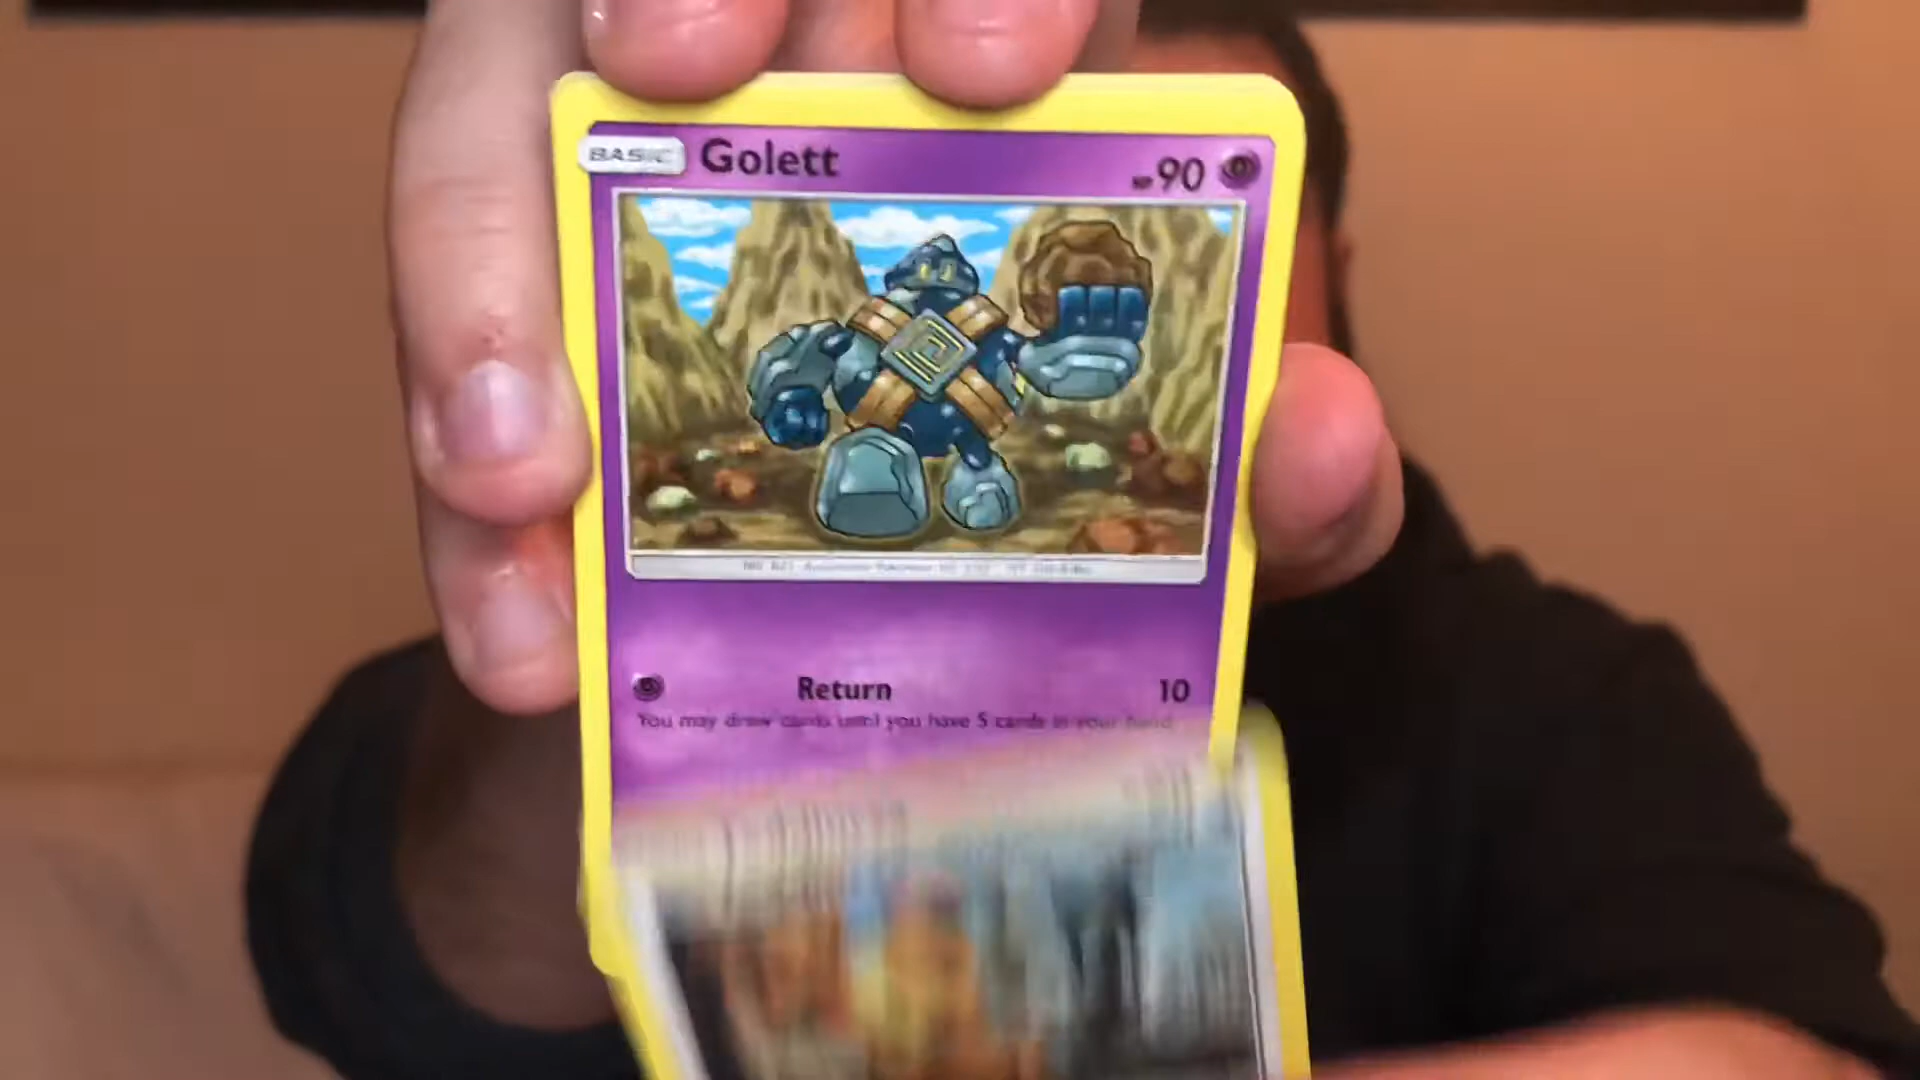 BASIC Golett HP 90
Return 10
You may draw cards until you have 5 cards in your hand.